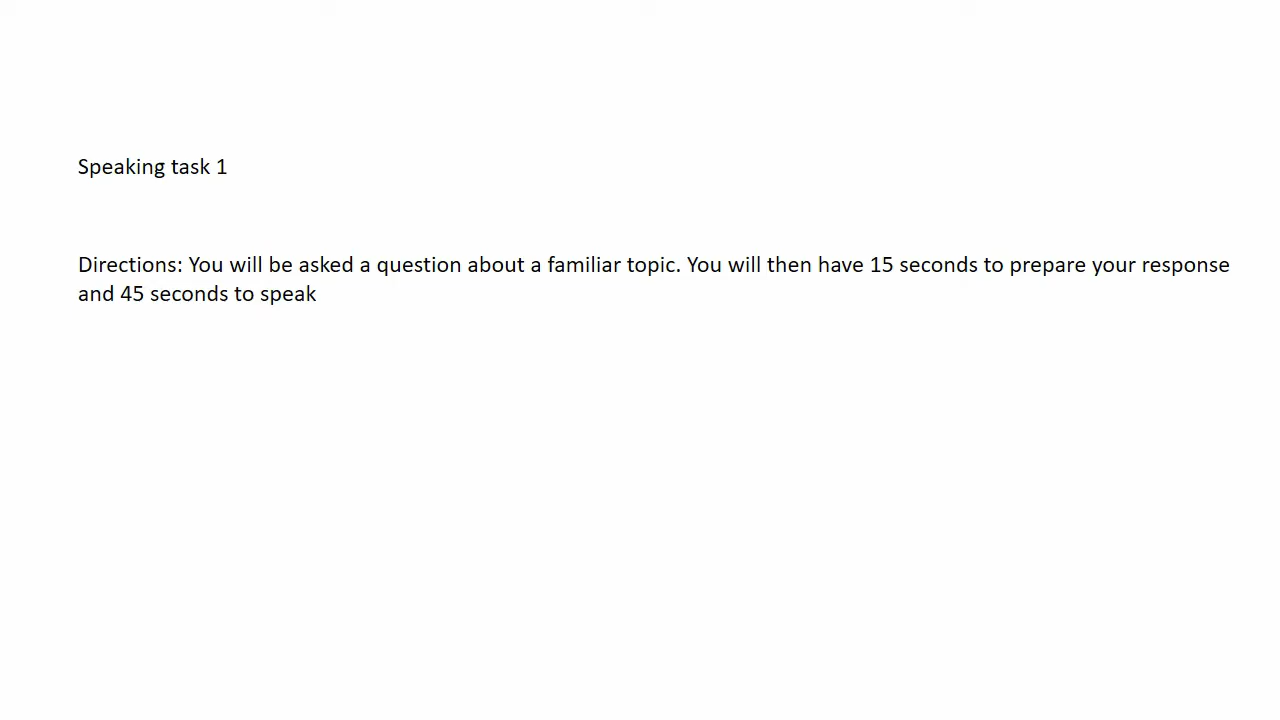 Speaking task 1
Directions: You will be asked a question about a familiar topic. You will then have 15 seconds to prepare your response
and 45 seconds to speak